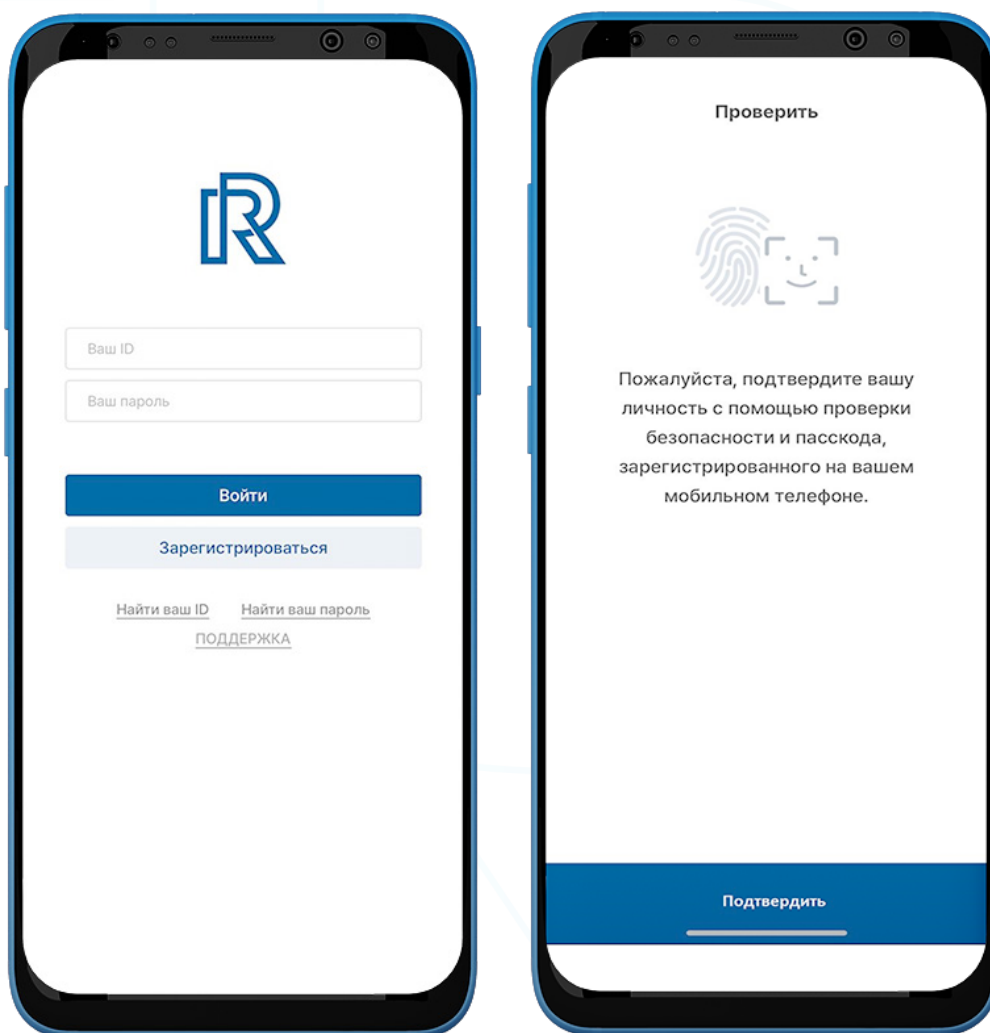 Ваш ID
Ваш пароль
Войти
Зарегистрироваться
Найти ваш ID Найти ваш пароль
ПОДДЕРЖКА
Проверить
Пожалуйста, подтвердите вашу
личность с помощью проверки
безопасности и пасскода,
зарегистрированного на вашем
мобильном телефоне.
Подтвердить